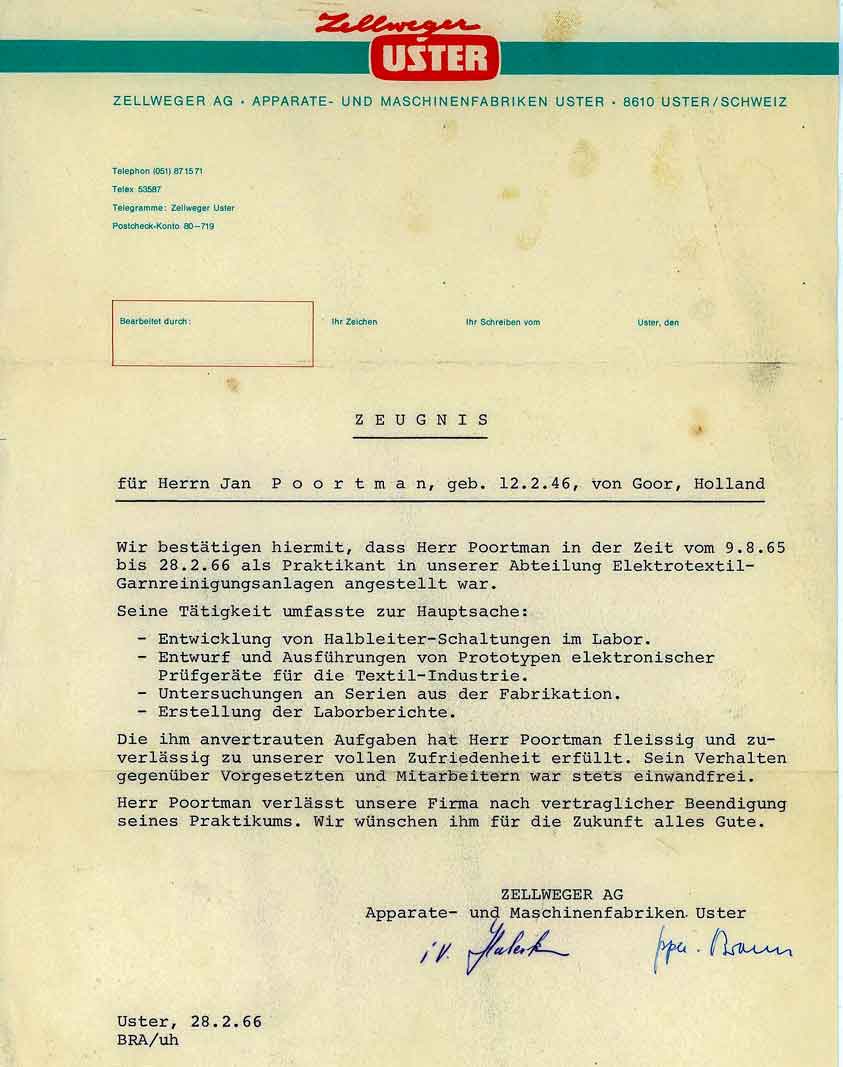 Zellweger
USTER
ZELLWEGER AG · APPARATE- UND MASCHINENFABRIKEN USTER · 8610 USTER/SCHWEIZ
Telephon (051) 87 15 71
Telex 53587
Telegramme: Zellweger Uster
Postcheck-Konto 80–719
Bearbeitet durch: Ihr Zeichen Ihr Schreiben vom Uster, den
Z E U G N I S
für Herrn Jan P o o r t m a n, geb. 12.2.46, von Goor, Holland
Wir bestätigen hiermit, dass Herr Poortman in der Zeit vom 9.8.65
bis 28.2.66 als Praktikant in unserer Abteilung Elektrotextil-
Garnreinigungsanlagen angestellt war.
Seine Tätigkeit umfasste zur Hauptsache:
- Entwicklung von Halbleiter-Schaltungen im Labor.
- Entwurf und Ausführungen von Prototypen elektronischer
Prüfgeräte für die Textil-Industrie.
- Untersuchungen an Serien aus der Fabrikation.
- Erstellung der Laborberichte.
Die ihm anvertrauten Aufgaben hat Herr Poortman fleissig und zu-
verlässig zu unserer vollen Zufriedenheit erfüllt. Sein Verhalten
gegenüber Vorgesetzten und Mitarbeitern war stets einwandfrei.
Herr Poortman verlässt unsere Firma nach vertraglicher Beendigung
seines Praktikums. Wir wünschen ihm für die Zukunft alles Gute.
ZELLWEGER AG
Apparate- und Maschinenfabriken Uster
i.V. ppa. Braun
Uster, 28.2.66
BRA/uh